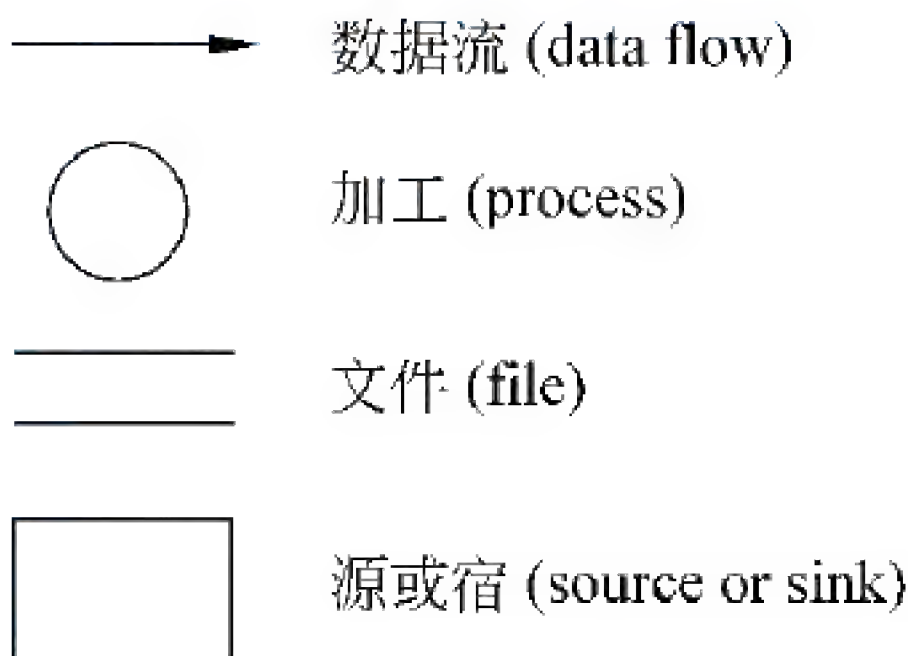 数据流 (data flow)
加工 (process)
文件 (file)
源或宿 (source or sink)